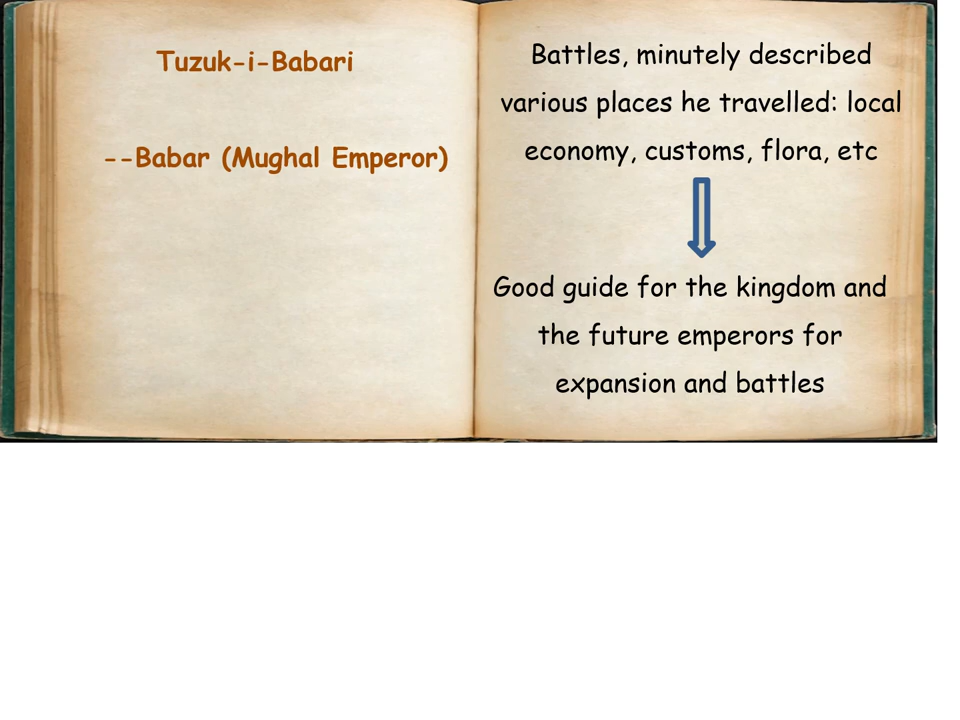 Tuzuk-i-Babari
--Babar (Mughal Emperor)
Battles, minutely described
various places he travelled: local
economy, customs, flora, etc
Good guide for the kingdom and
the future emperors for
expansion and battles